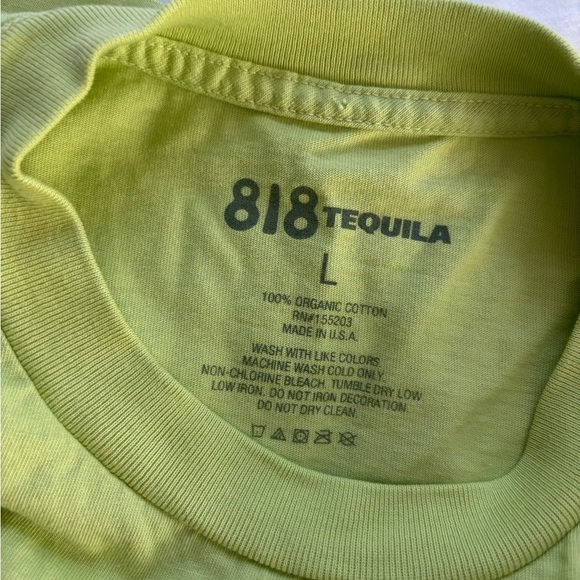 818 TEQUILA
L
100% ORGANIC COTTON
RN#155203
MADE IN U.S.A.
WASH WITH LIKE COLORS.
MACHINE WASH COLD ONLY.
NON-CHLORINE BLEACH. TUMBLE DRY LOW
LOW IRON. DO NOT IRON DECORATION.
DO NOT DRY CLEAN.